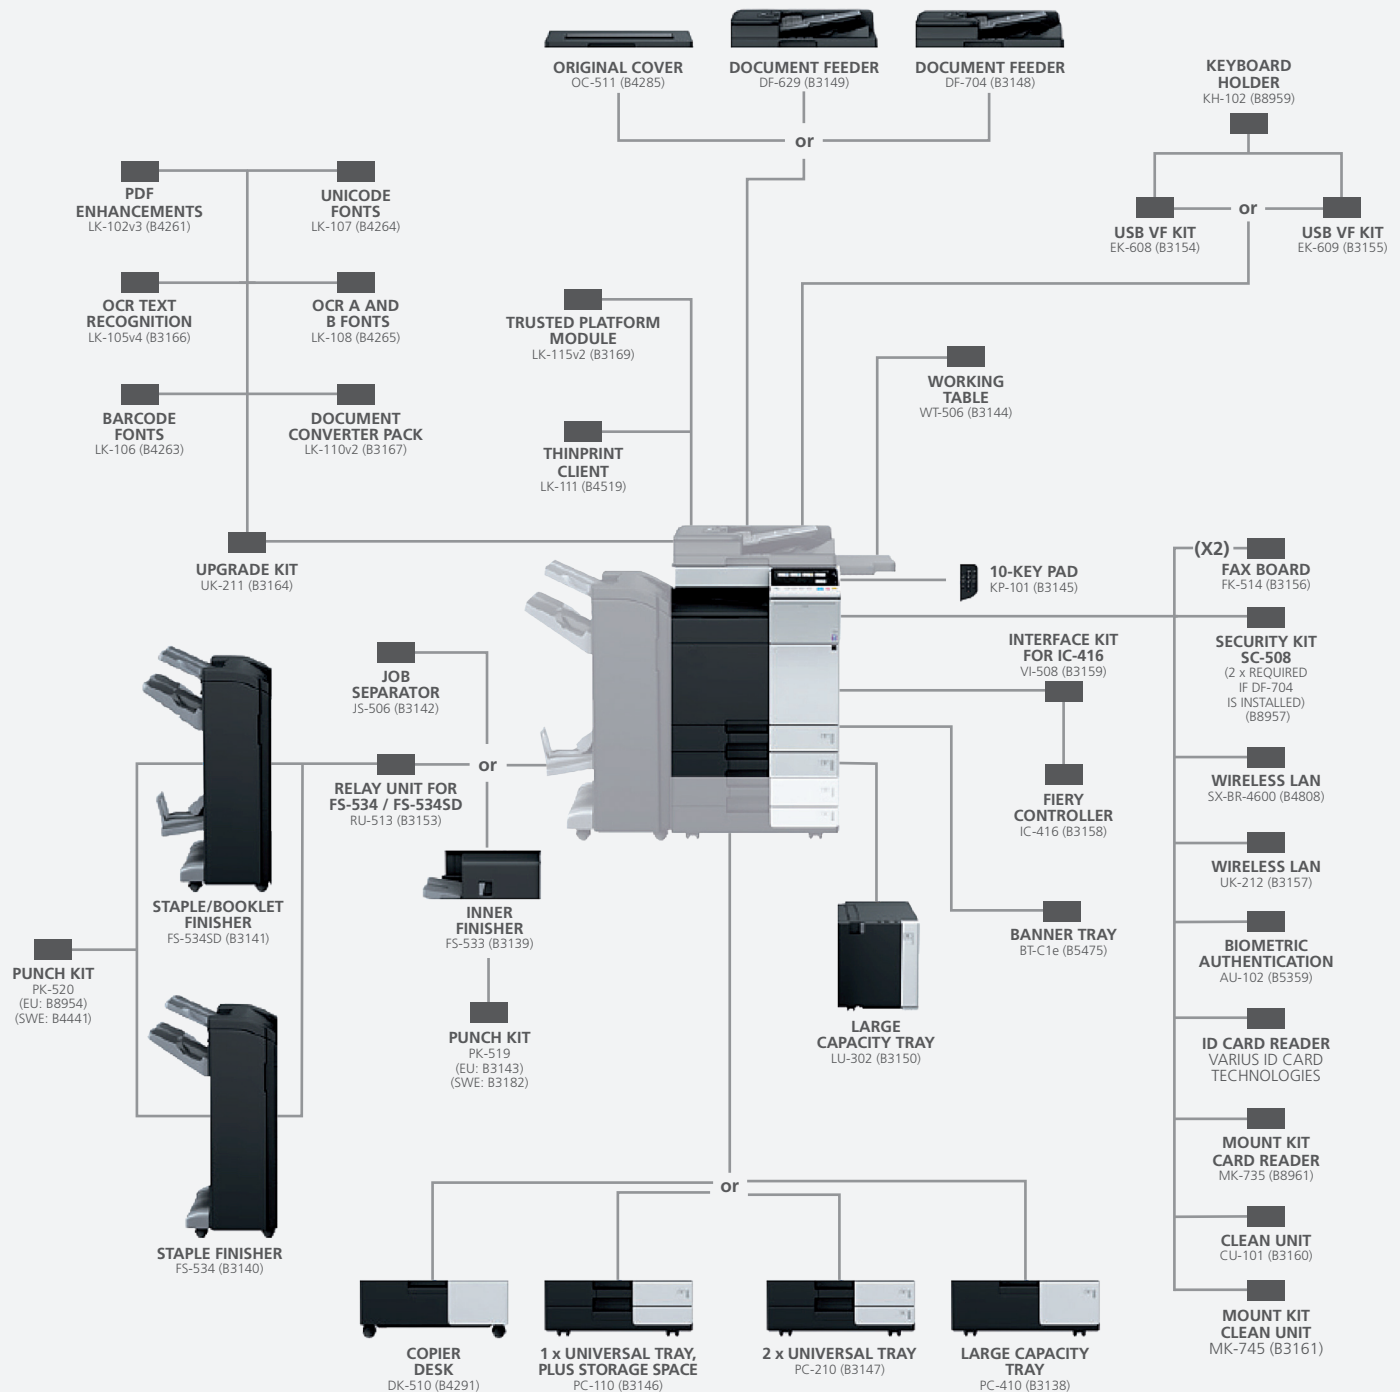 ORIGINAL COVER
OC-511 (B4285)
DOCUMENT FEEDER
DF-629 (B3149)
DOCUMENT FEEDER
DF-704 (B3148)
or
KEYBOARD
HOLDER
KH-102 (B8959)
or
USB VF KIT
EK-608 (B3154)
USB VF KIT
EK-609 (B3155)
PDF
ENHANCEMENTS
LK-102v3 (B4261)
UNICODE
FONTS
LK-107 (B4264)
OCR TEXT
RECOGNITION
LK-105v4 (B3166)
OCR A AND
B FONTS
LK-108 (B4265)
BARCODE
FONTS
LK-106 (B4263)
DOCUMENT
CONVERTER PACK
LK-110v2 (B3167)
UPGRADE KIT
UK-211 (B3164)
TRUSTED PLATFORM
MODULE
LK-115v2 (B3169)
THINPRINT
CLIENT
LK-111 (B4519)
WORKING
TABLE
WT-506 (B3144)
10-KEY PAD
KP-101 (B3145)
INTERFACE KIT
FOR IC-416
VI-508 (B3159)
FIERY
CONTROLLER
IC-416 (B3158)
BANNER TRAY
BT-C1e (B5475)
LARGE
CAPACITY TRAY
LU-302 (B3150)
(X2)
FAX BOARD
FK-514 (B3156)
SECURITY KIT
SC-508
(2 x REQUIRED
IF DF-704
IS INSTALLED)
(B8957)
WIRELESS LAN
SX-BR-4600 (B4808)
WIRELESS LAN
UK-212 (B3157)
BIOMETRIC
AUTHENTICATION
AU-102 (B5359)
ID CARD READER
VARIUS ID CARD
TECHNOLOGIES
MOUNT KIT
CARD READER
MK-735 (B8961)
CLEAN UNIT
CU-101 (B3160)
MOUNT KIT
CLEAN UNIT
MK-745 (B3161)
JOB
SEPARATOR
JS-506 (B3142)
or
RELAY UNIT FOR
FS-534 / FS-534SD
RU-513 (B3153)
INNER
FINISHER
FS-533 (B3139)
PUNCH KIT
PK-519
(EU: B3143)
(SWE: B3182)
STAPLE/BOOKLET
FINISHER
FS-534SD (B3141)
PUNCH KIT
PK-520
(EU: B8954)
(SWE: B4441)
STAPLE FINISHER
FS-534 (B3140)
or
COPIER
DESK
DK-510 (B4291)
1 x UNIVERSAL TRAY,
PLUS STORAGE SPACE
PC-110 (B3146)
2 x UNIVERSAL TRAY
PC-210 (B3147)
LARGE CAPACITY
TRAY
PC-410 (B3138)